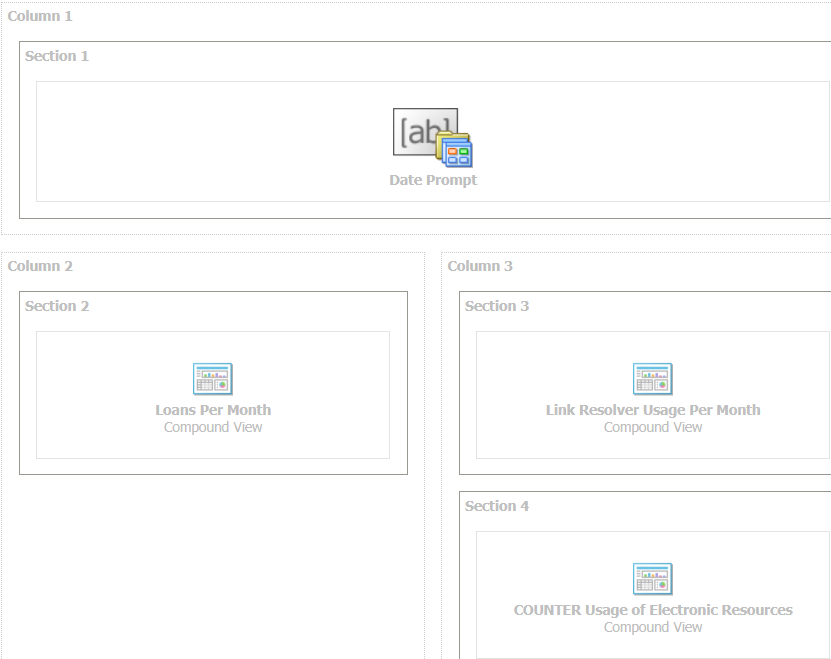 Column 1
Section 1
[ab]
Date Prompt
Column 2
Section 2
Loans Per Month
Compound View
Column 3
Section 3
Link Resolver Usage Per Month
Compound View
Section 4
COUNTER Usage of Electronic Resources
Compound View